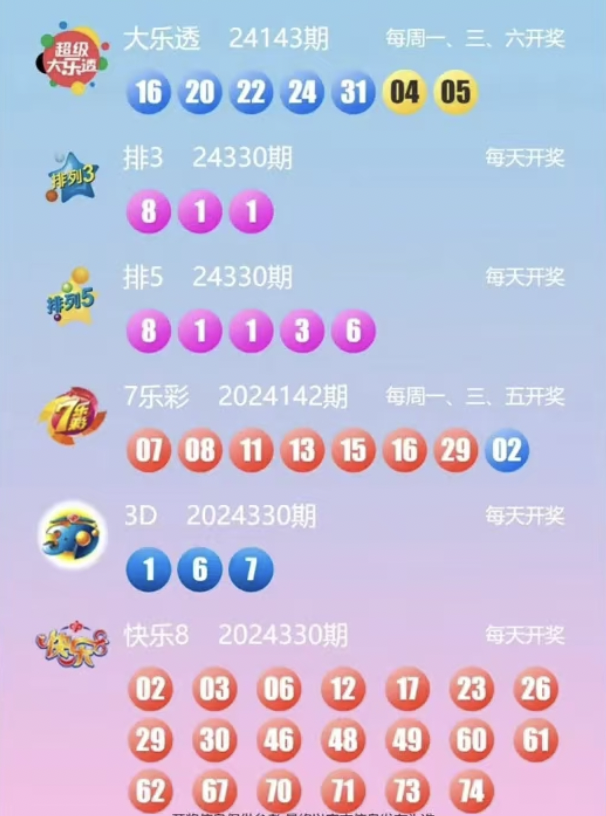 超级
大乐透
大乐透 24143期 每周一、三、六开奖
16 20 22 24 31 04 05
排列3
排3 24330期 每天开奖
8 1 1
排列5
排5 24330期 每天开奖
8 1 1 3 6
7乐彩
7乐彩 2024142期 每周一、三、五开奖
07 08 11 13 15 16 29 02
3D
3D 2024330期 每天开奖
1 6 7
快乐8 2024330期 每天开奖
02 03 06 12 17 23 26
29 30 46 48 49 60 61
62 67 70 71 73 74